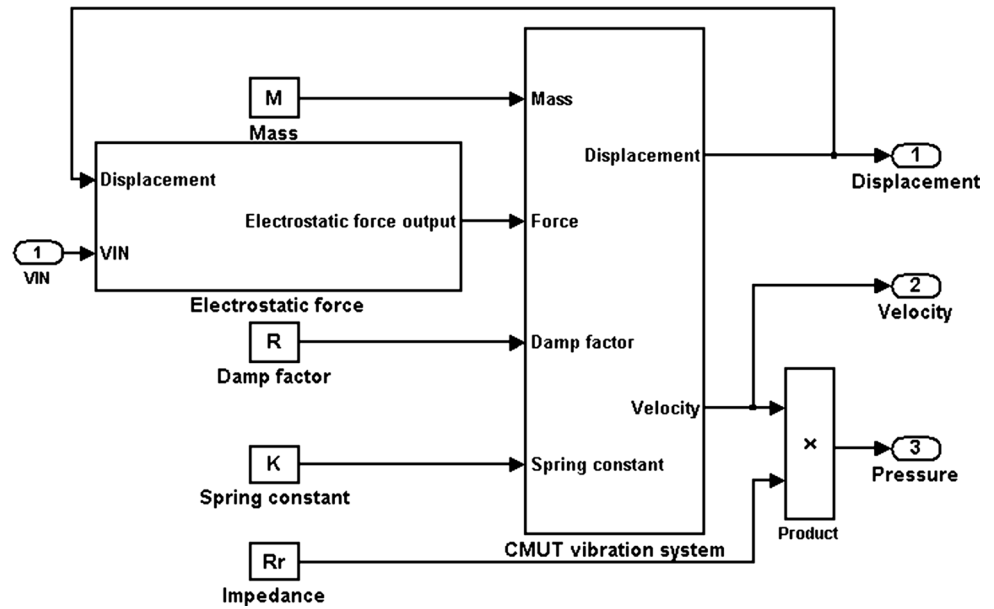 M
Mass
Mass
Displacement
1
Displacement
Displacement
Electrostatic force output
Force
1
VIN
VIN
Electrostatic force
2
Velocity
R
Damp factor
Damp factor
Velocity
×
3
Pressure
K
Spring constant
Spring constant
Product
CMUT vibration system
Rr
Impedance